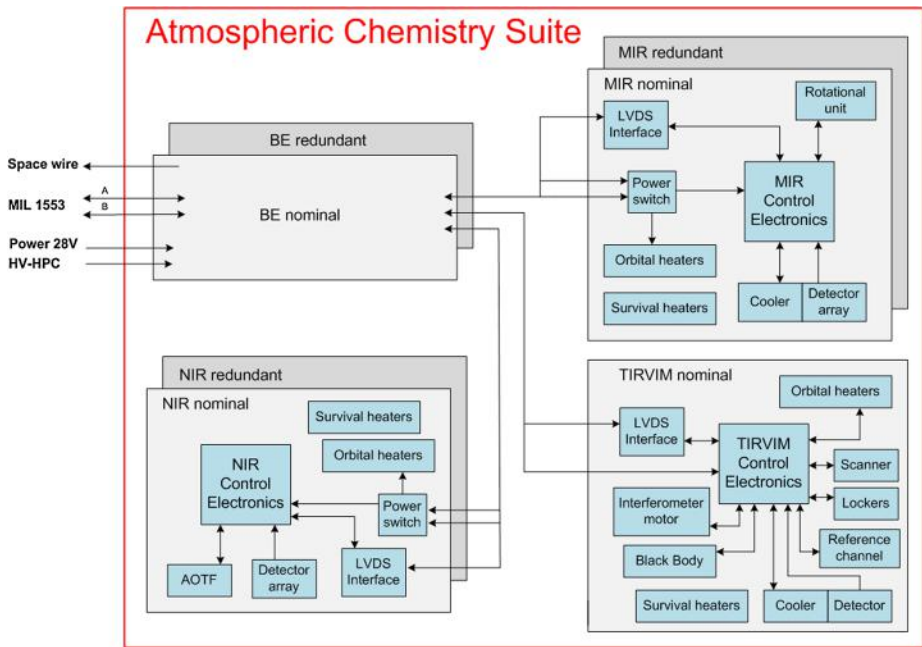 Atmospheric Chemistry Suite
MIR redundant
MIR nominal
LVDS
Interface
Rotational
unit
Power
switch
MIR
Control
Electronics
Orbital heaters
Survival heaters
Cooler
Detector
array
BE redundant
BE nominal
Space wire
A
MIL 1553
B
Power 28V
HV-HPC
NIR redundant
NIR nominal
Survival heaters
Orbital heaters
NIR
Control
Electronics
Power
switch
AOTF
Detector
array
LVDS
Interface
TIRVIM nominal
Orbital heaters
LVDS
Interface
TIRVIM
Control
Electronics
Scanner
Interferometer
motor
Lockers
Black Body
Reference
channel
Survival heaters
Cooler
Detector